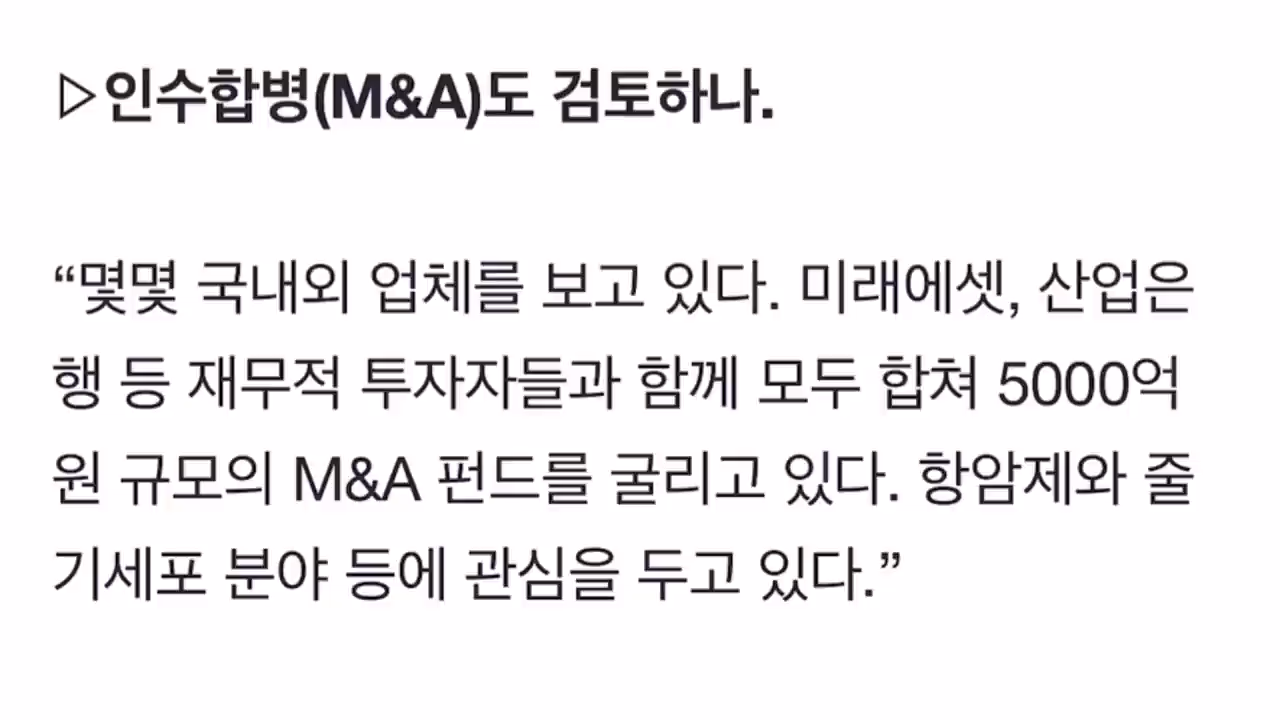 ▷인수합병(M&A)도 검토하나.
“몇몇 국내외 업체를 보고 있다. 미래에셋, 산업은
행 등 재무적 투자자들과 함께 모두 합쳐 5000억
원 규모의 M&A 펀드를 굴리고 있다. 항암제와 줄
기세포 분야 등에 관심을 두고 있다.”